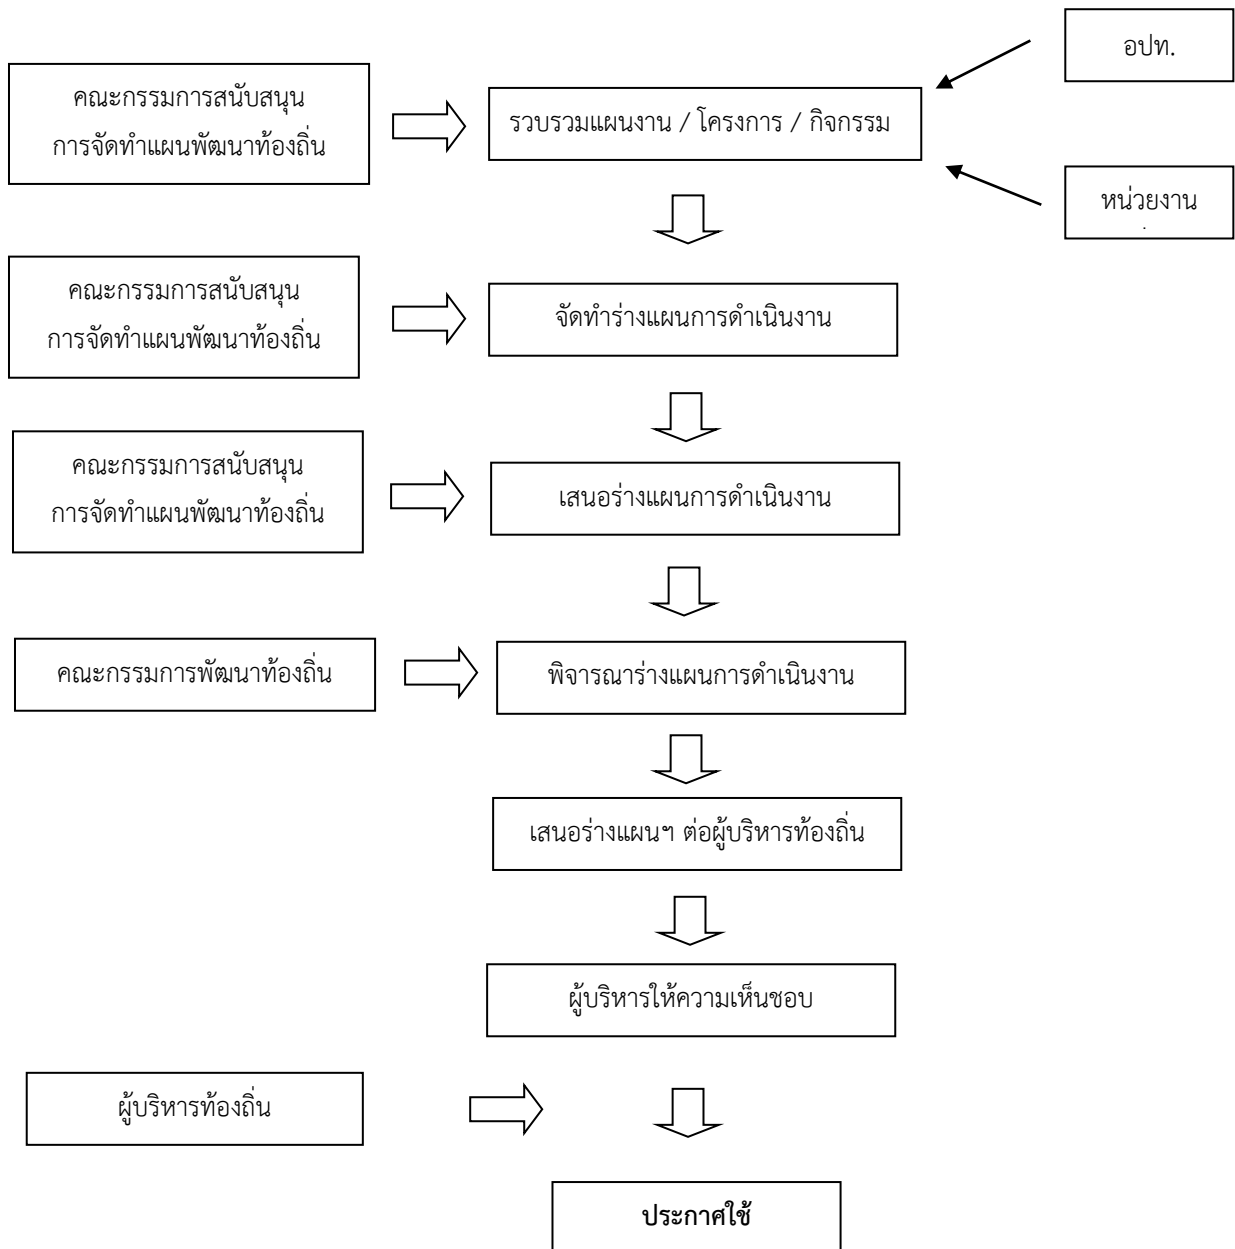 อปท.
คณะกรรมการสนับสนุน
การจัดทำแผนพัฒนาท้องถิ่น
รวบรวมแผนงาน / โครงการ / กิจกรรม
หน่วยงาน
คณะกรรมการสนับสนุน
การจัดทำแผนพัฒนาท้องถิ่น
จัดทำร่างแผนการดำเนินงาน
คณะกรรมการสนับสนุน
การจัดทำแผนพัฒนาท้องถิ่น
เสนอร่างแผนการดำเนินงาน
คณะกรรมการพัฒนาท้องถิ่น
พิจารณาร่างแผนการดำเนินงาน
เสนอร่างแผนฯ ต่อผู้บริหารท้องถิ่น
ผู้บริหารให้ความเห็นชอบ
ผู้บริหารท้องถิ่น
ประกาศใช้